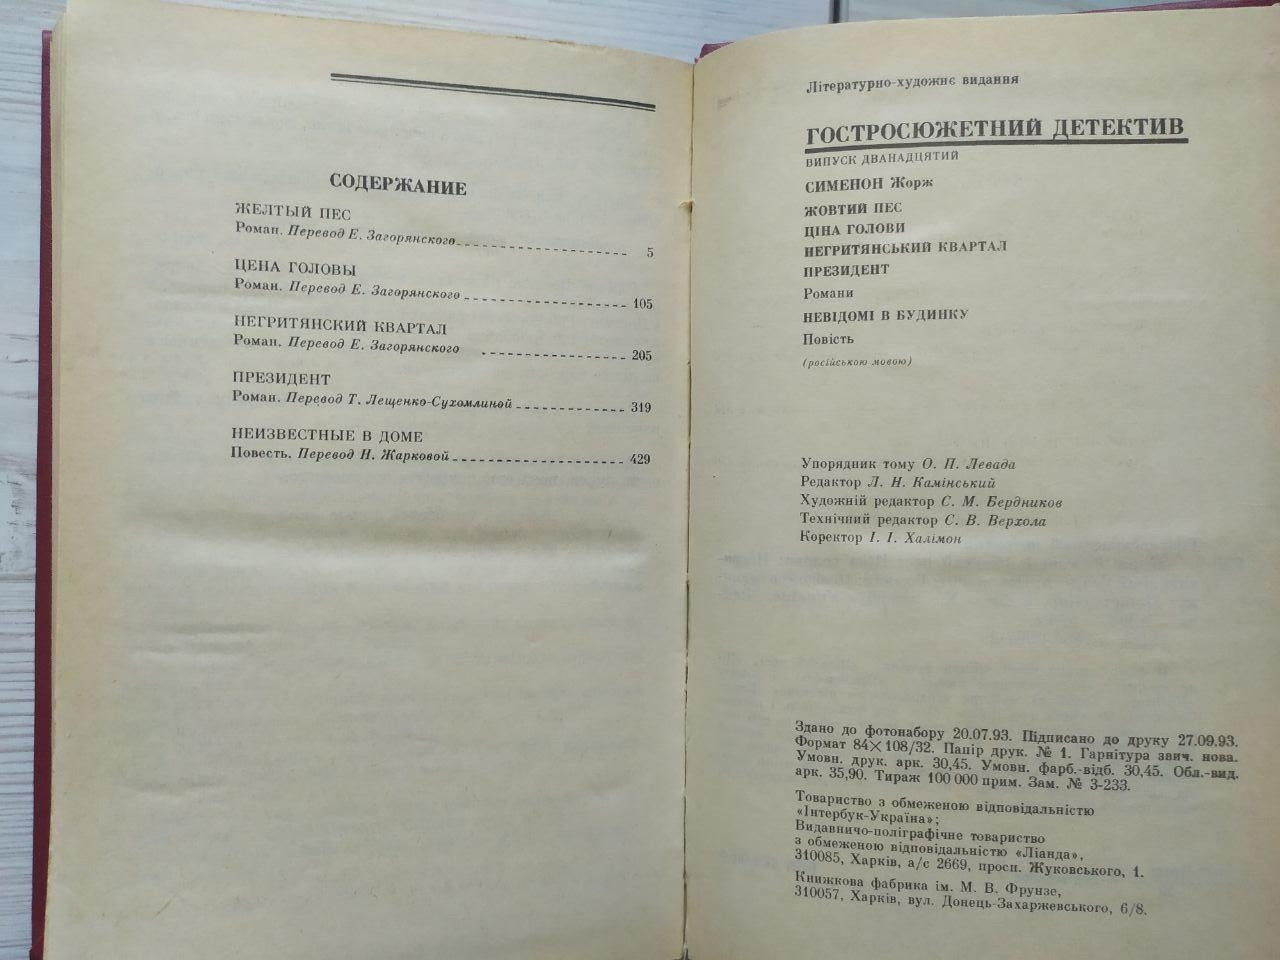 СОДЕРЖАНИЕ
ЖЕЛТЫЙ ПЕС
Роман. Перевод Е. Загорянского 5
ЦЕНА ГОЛОВЫ
Роман. Перевод Е. Загорянского 105
НЕГРИТЯНСКИЙ КВАРТАЛ
Роман. Перевод Е. Загорянского 205
ПРЕЗИДЕНТ
Роман. Перевод Т. Лещенко-Сухомлиной 319
НЕИЗВЕСТНЫЕ В ДОМЕ
Повесть. Перевод Н. Жарковой 429
Літературно-художнє видання
ГОСТРОСЮЖЕТНИЙ ДЕТЕКТИВ
ВИПУСК ДВАНАДЦЯТИЙ
СИМЕНОН Жорж
ЖОВТИЙ ПЕС
ЦІНА ГОЛОВИ
НЕГРИТЯНСЬКИЙ КВАРТАЛ
ПРЕЗИДЕНТ
Романи
НЕВІДОМІ В БУДИНКУ
Повість
(російською мовою)
Упорядник тому О. П. Левада
Редактор Л. Н. Камінський
Художній редактор С. М. Бердников
Технічний редактор С. В. Верхола
Коректор І. І. Халімон
Здано до фотонабору 20.07.93. Підписано до друку 27.09.93.
Формат 84×108/32. Папір друк. № 1. Гарнітура звич. нова.
Умовн. друк. арк. 30,45. Умовн. фарб.-відб. 30,45. Обл.-вид.
арк. 35,90. Тираж 100 000 прим. Зам. № 3-233.
Товариство з обмеженою відповідальністю
«Інтербук-Україна»;
Видавничо-поліграфічне товариство
з обмеженою відповідальністю «Ліанда»,
310085, Харків, а/с 2669, просп. Жуковського, 1.
Книжкова фабрика ім. М. В. Фрунзе,
310057, Харків, вул. Донець-Захаржевського, 6/8.